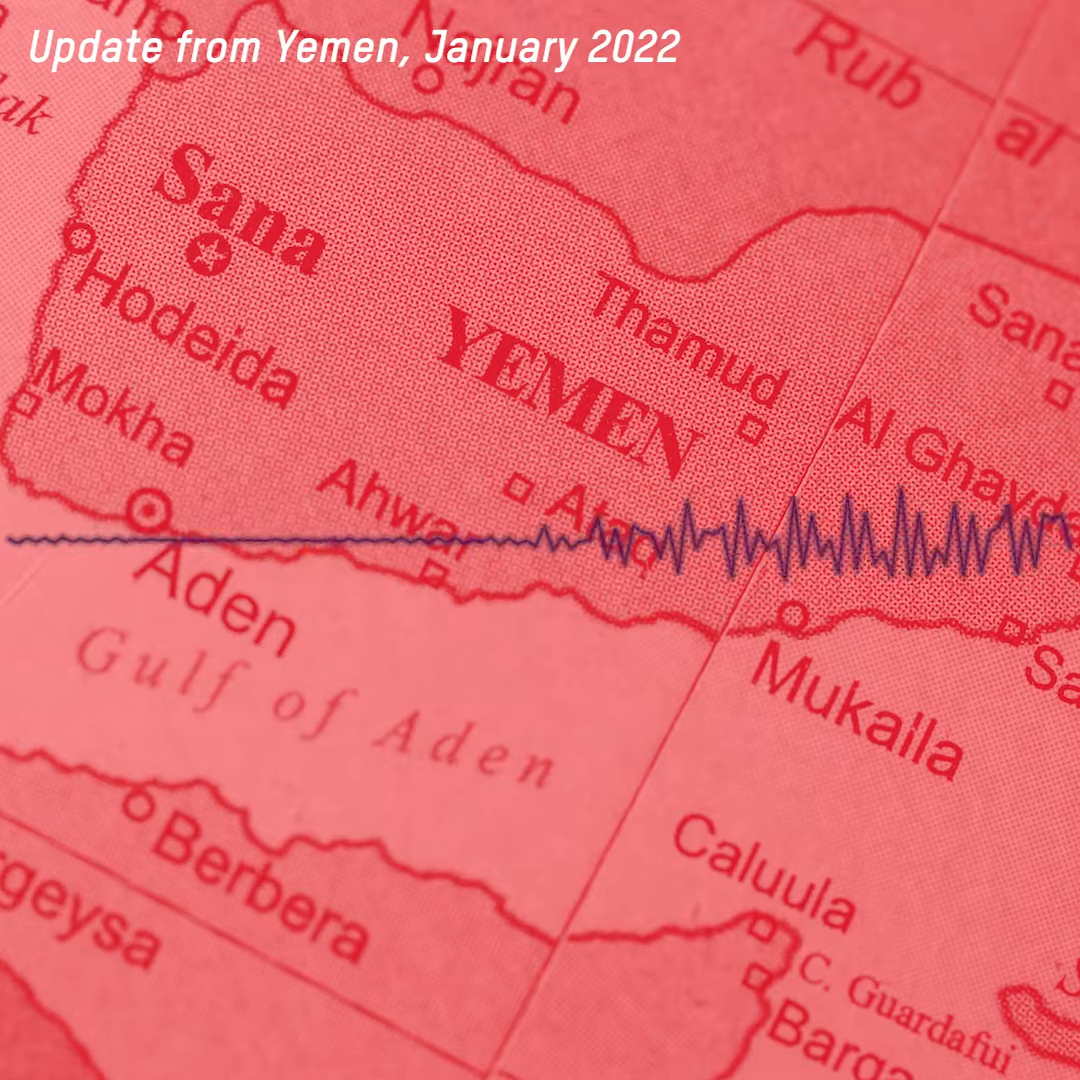 Update from Yemen, January 2022
Najran
Rub
al
Sana
Hodeida
Mokha
YEMEN
Thamud
Ahwar
Al Ghayda
Aden
Gulf of Aden
Mukalla
Berbera
Caluula
C. Guardafui